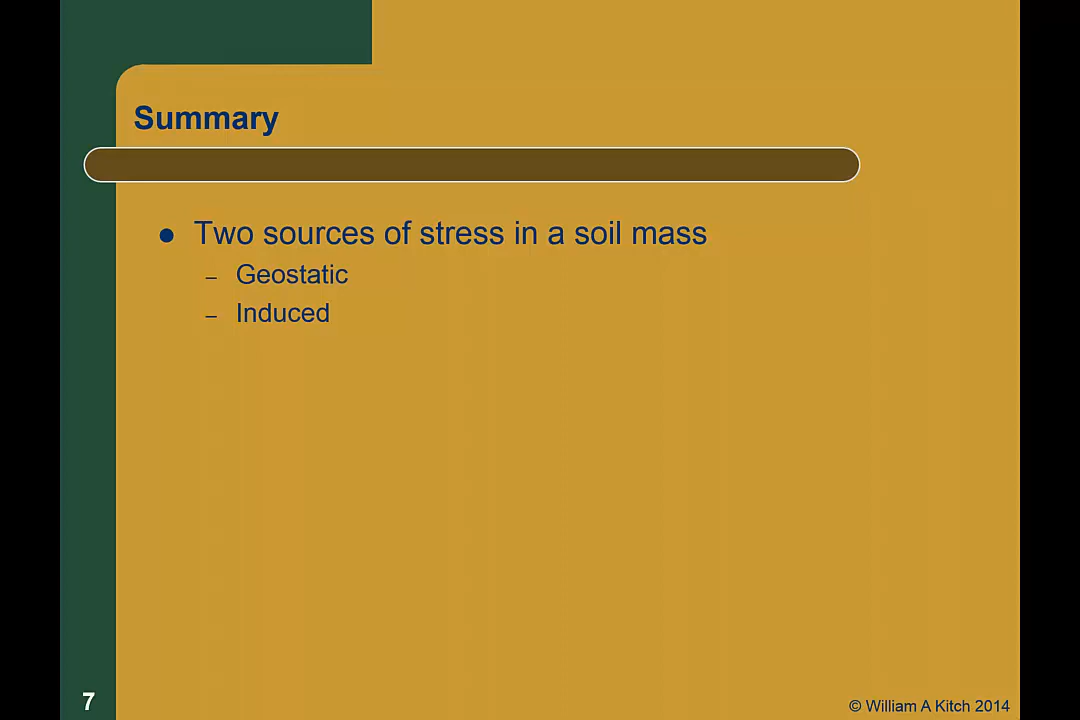 Summary
● Two sources of stress in a soil mass
– Geostatic
– Induced
7
© William A Kitch 2014